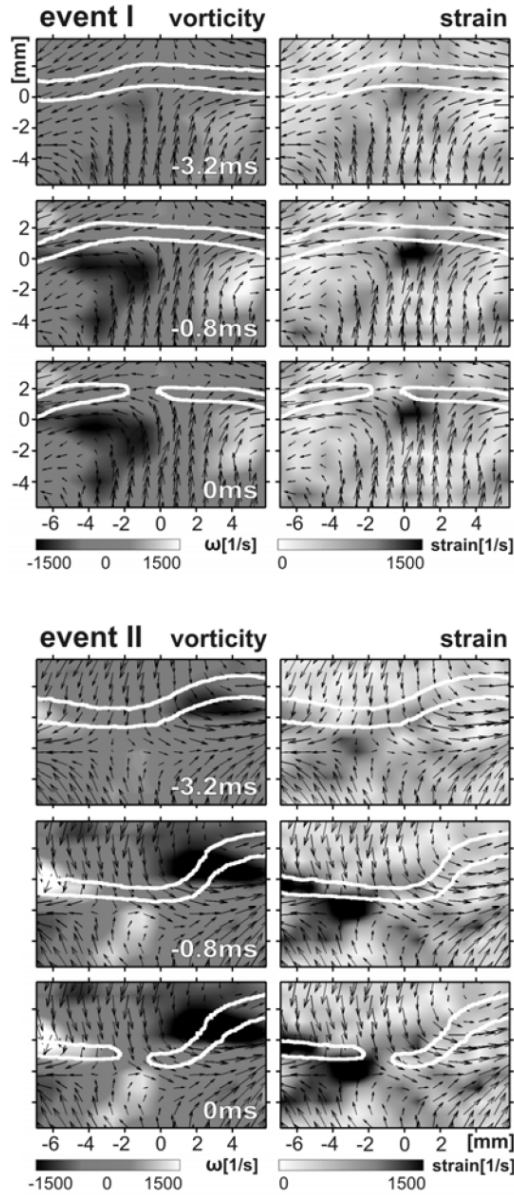 event I vorticity strain
[mm]
2
0
-2
-4
-3.2ms
2
0
-2
-4
-0.8ms
2
0
-2
-4
0ms
-6 -4 -2 0 2 4 -6 -4 -2 0 2 4
ω[1/s] strain[1/s]
-1500 0 1500 0 1500
event II vorticity strain
-3.2ms
-0.8ms
0ms
-6 -4 -2 0 2 4 -6 -4 -2 0 2 [mm]
ω[1/s] strain[1/s]
-1500 0 1500 0 1500